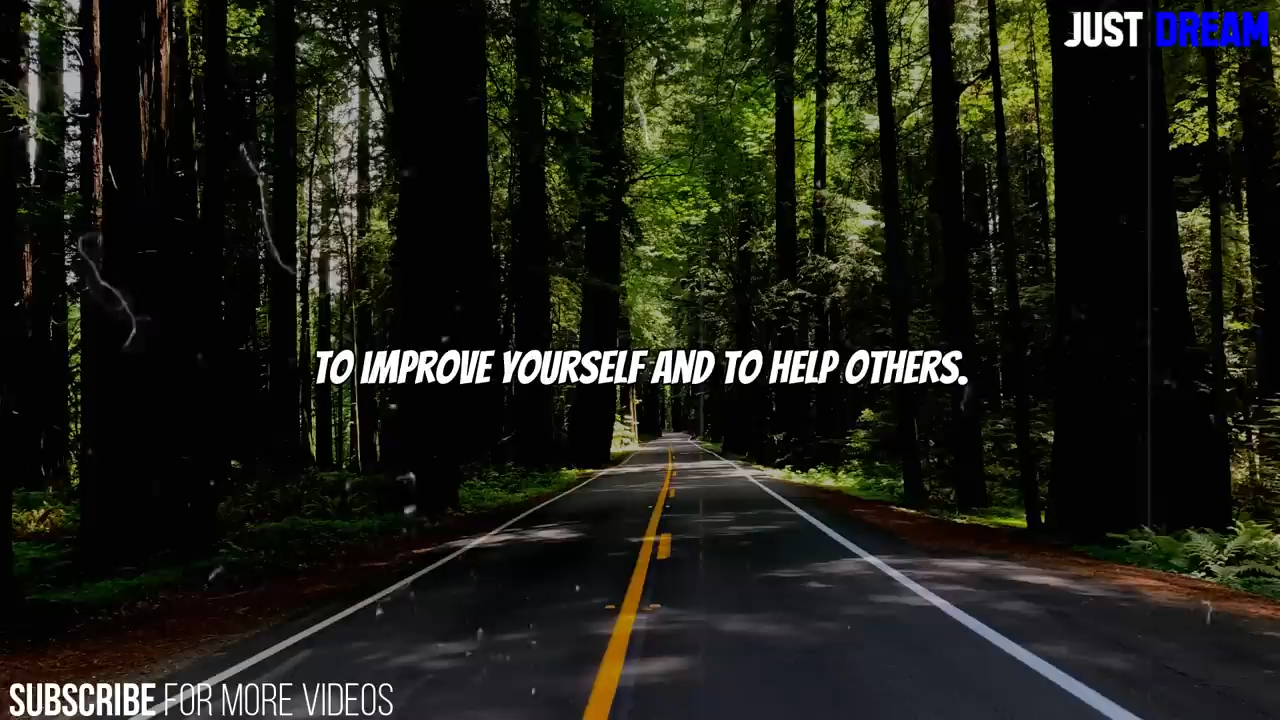 JUST DREAM
TO IMPROVE YOURSELF AND TO HELP OTHERS.
SUBSCRIBE FOR MORE VIDEOS